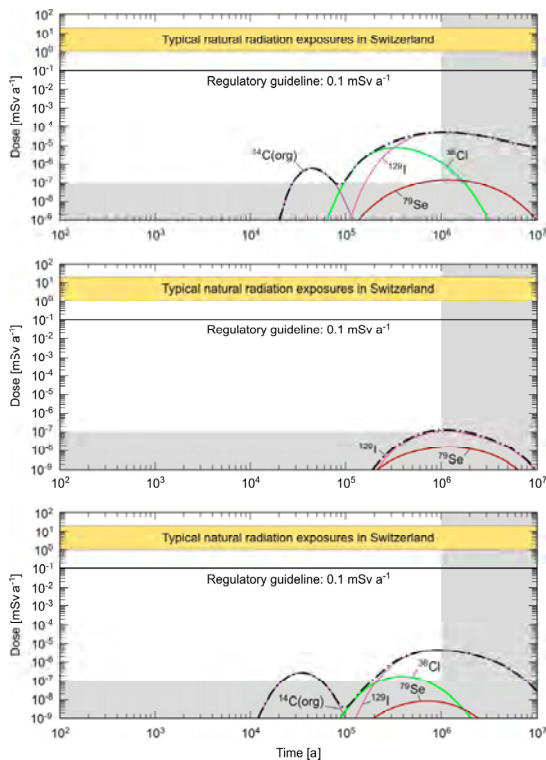 Dose [mSv a⁻¹]
10²
10¹
10⁰
10⁻¹
10⁻²
10⁻³
10⁻⁴
10⁻⁵
10⁻⁶
10⁻⁷
10⁻⁸
10⁻⁹
Typical natural radiation exposures in Switzerland
Regulatory guideline: 0.1 mSv a⁻¹
¹⁴C(org)
¹²⁹I
³⁶Cl
⁷⁹Se
10² 10³ 10⁴ 10⁵ 10⁶ 10⁷
Dose [mSv a⁻¹]
10²
10¹
10⁰
10⁻¹
10⁻²
10⁻³
10⁻⁴
10⁻⁵
10⁻⁶
10⁻⁷
10⁻⁸
10⁻⁹
Typical natural radiation exposures in Switzerland
Regulatory guideline: 0.1 mSv a⁻¹
¹²⁹I
⁷⁹Se
10² 10³ 10⁴ 10⁵ 10⁶ 10⁷
Dose [mSv a⁻¹]
10²
10¹
10⁰
10⁻¹
10⁻²
10⁻³
10⁻⁴
10⁻⁵
10⁻⁶
10⁻⁷
10⁻⁸
10⁻⁹
Typical natural radiation exposures in Switzerland
Regulatory guideline: 0.1 mSv a⁻¹
¹⁴C(org)
¹²⁹I
³⁶Cl
⁷⁹Se
10² 10³ 10⁴ 10⁵ 10⁶ 10⁷
Time [a]